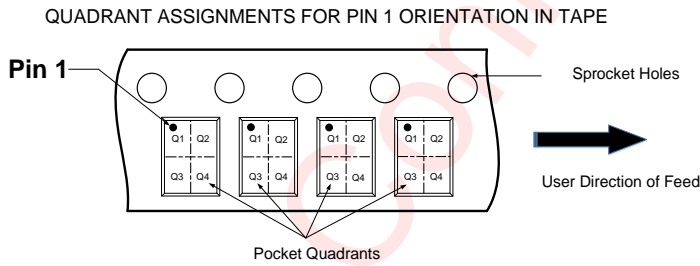 QUADRANT ASSIGNMENTS FOR PIN 1 ORIENTATION IN TAPE
Pin 1
Sprocket Holes
Q1 Q2 Q1 Q2 Q1 Q2 Q1 Q2
Q3 Q4 Q3 Q4 Q3 Q4 Q3 Q4
User Direction of Feed
Pocket Quadrants